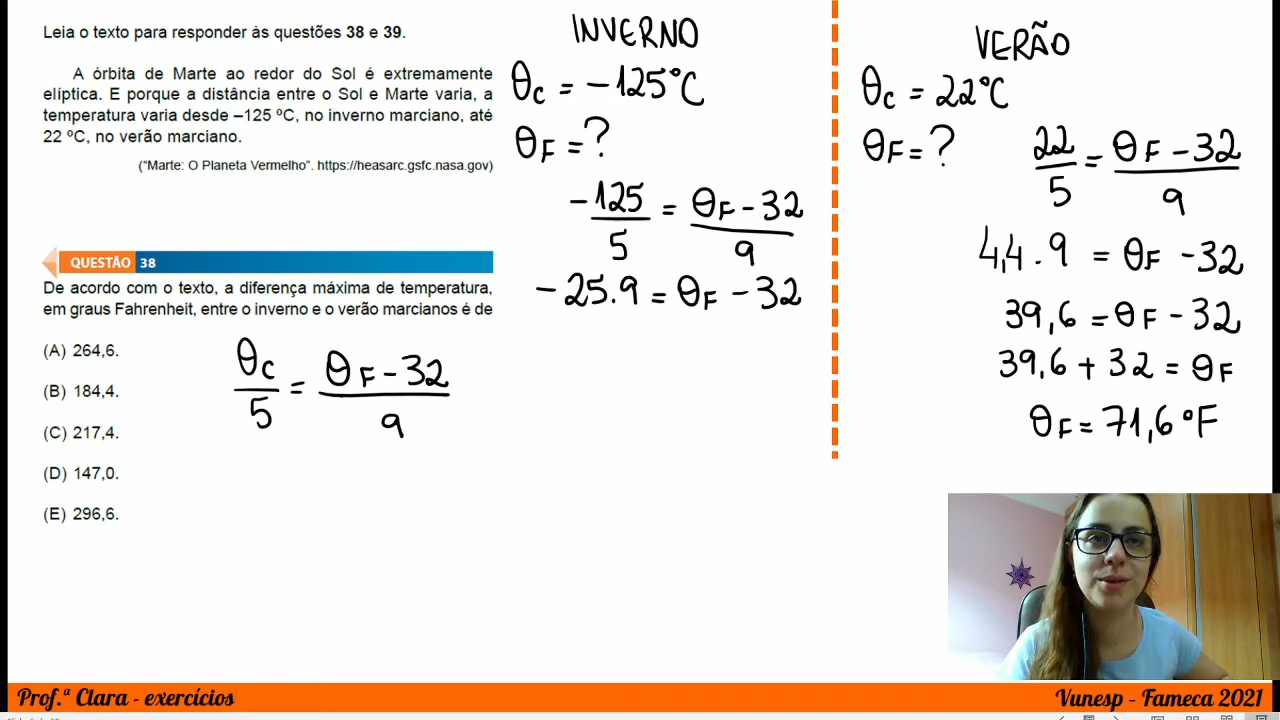 Leia o texto para responder às questões 38 e 39.
A órbita de Marte ao redor do Sol é extremamente
elíptica. E porque a distância entre o Sol e Marte varia, a
temperatura varia desde –125 ºC, no inverno marciano, até
22 ºC, no verão marciano.
("Marte: O Planeta Vermelho". https://heasarc.gsfc.nasa.gov)
QUESTÃO 38
De acordo com o texto, a diferença máxima de temperatura,
em graus Fahrenheit, entre o inverno e o verão marcianos é de
(A) 264,6.
(B) 184,4.
(C) 217,4.
(D) 147,0.
(E) 296,6.
θC/5 = θF - 32/9
INVERNO
θC = -125°C
θF = ?
-125/5 = θF - 32/9
-25.9 = θF - 32
VERÃO
θC = 22°C
θF = ?
22/5 = θF - 32/9
4,4.9 = θF - 32
39,6 = θF - 32
39,6 + 32 = θF
θF = 71,6°F
Prof.ª Clara - exercícios
Vunesp - Fameca 2021